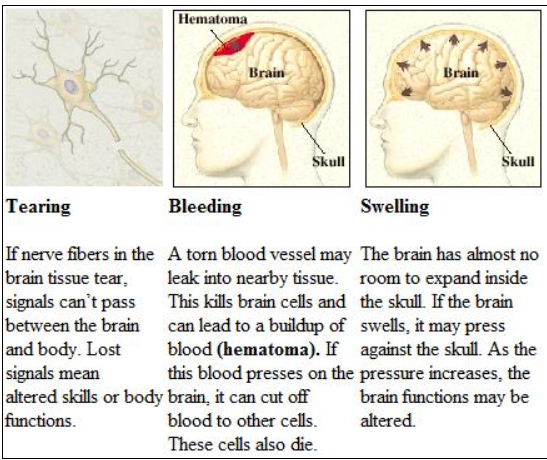 Hematoma
Brain
Skull
Brain
Skull
Tearing
If nerve fibers in the
brain tissue tear,
signals can't pass
between the brain
and body. Lost
signals mean
altered skills or body
functions.
Bleeding
A torn blood vessel may
leak into nearby tissue.
This kills brain cells and
can lead to a buildup of
blood (hematoma). If
this blood presses on the
brain, it can cut off
blood to other cells.
These cells also die.
Swelling
The brain has almost no
room to expand inside
the skull. If the brain
swells, it may press
against the skull. As the
pressure increases, the
brain functions may be
altered.